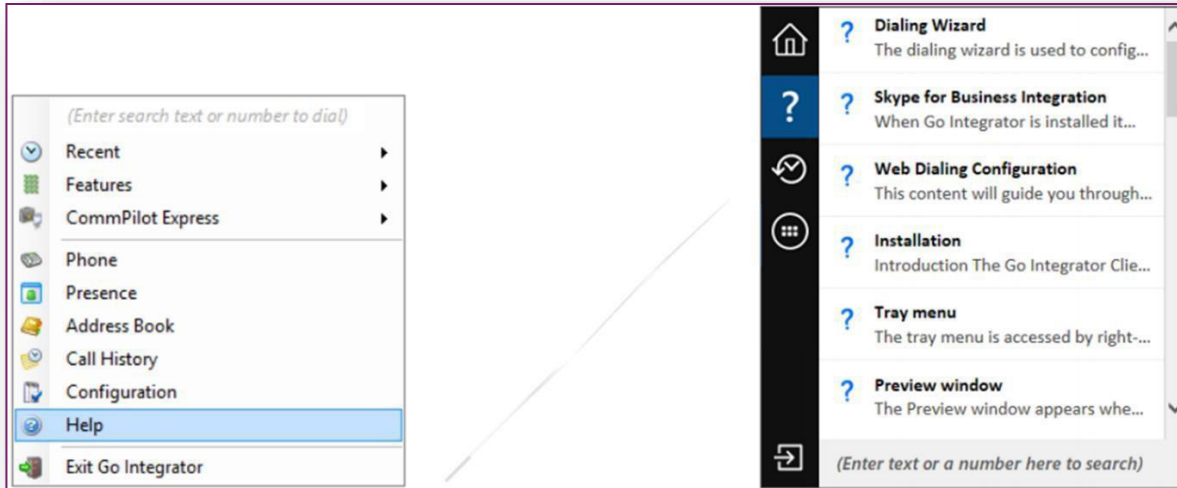 (Enter search text or number to dial)
Recent
Features
CommPilot Express
Phone
Presence
Address Book
Call History
Configuration
Help
Exit Go Integrator
Dialing Wizard
The dialing wizard is used to config...
Skype for Business Integration
When Go Integrator is installed it...
Web Dialing Configuration
This content will guide you through...
Installation
Introduction The Go Integrator Clie...
Tray menu
The tray menu is accessed by right-...
Preview window
The Preview window appears whe...
(Enter text or a number here to search)